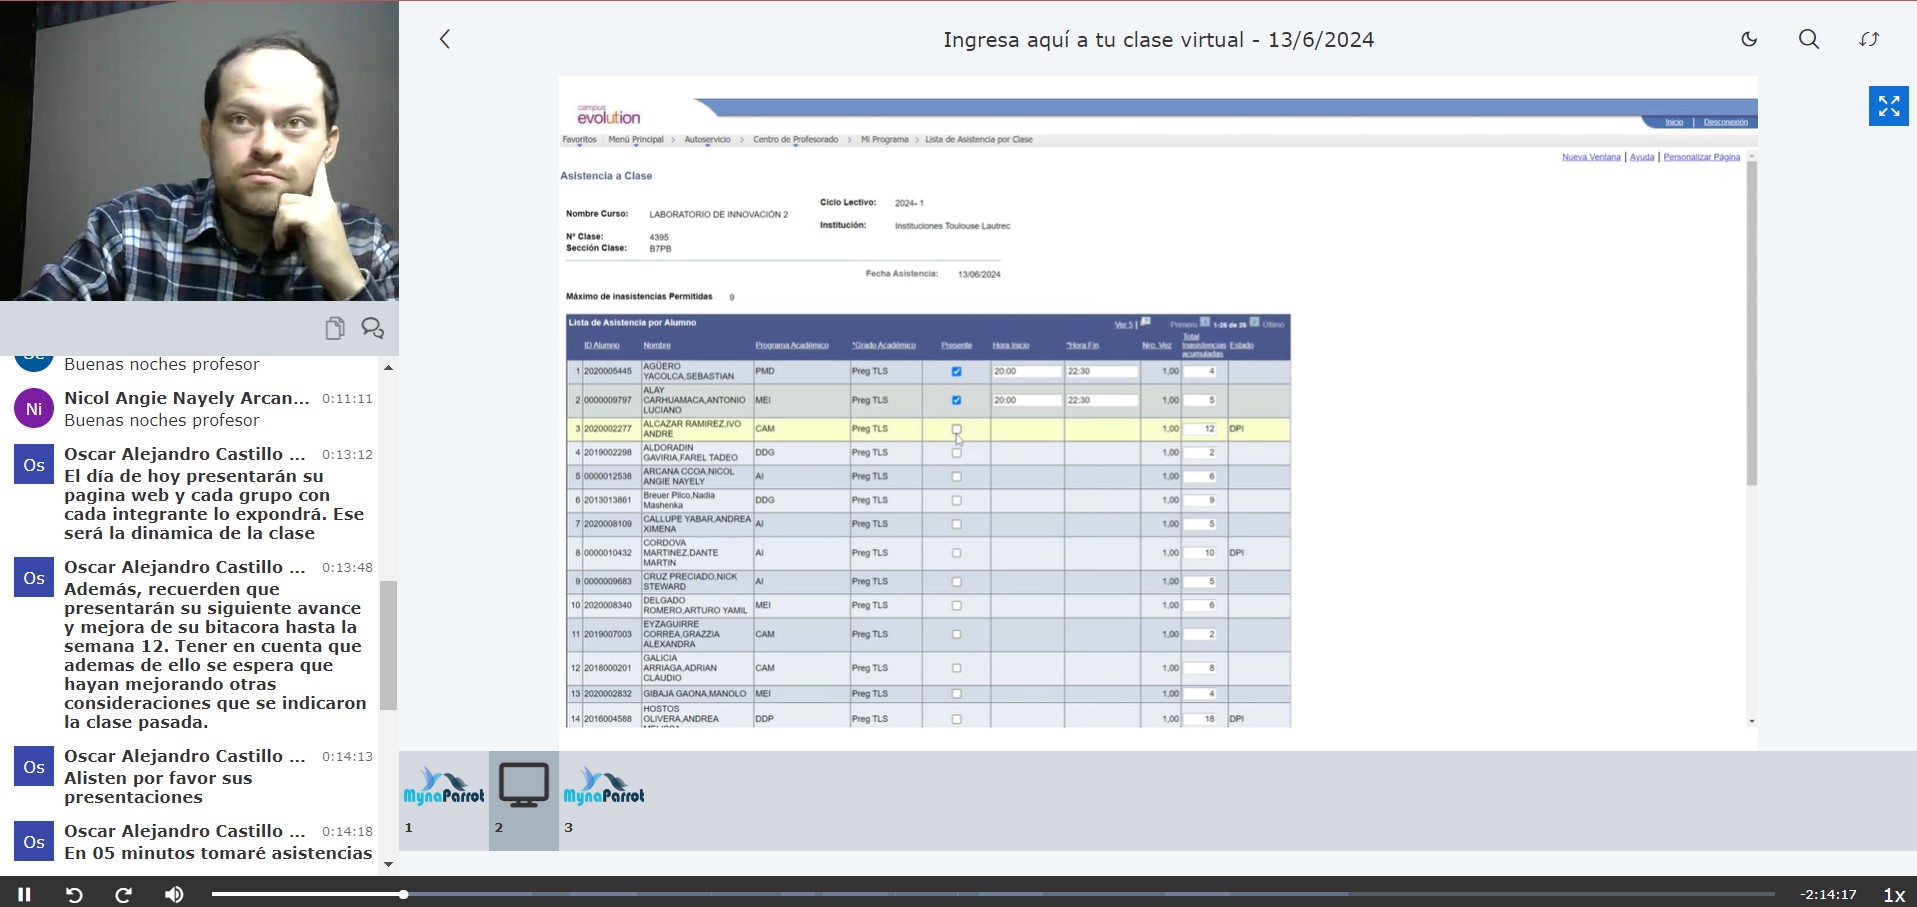 Ingresa aquí a tu clase virtual - 13/6/2024
Buenas noches profesor
Ni
Nicol Angie Nayely Arcan... 0:11:11
Buenas noches profesor
Os
Oscar Alejandro Castillo ... 0:13:12
El día de hoy presentarán su
pagina web y cada grupo con
cada integrante lo expondrá. Ese
será la dinamica de la clase
Os
Oscar Alejandro Castillo ... 0:13:48
Además, recuerden que
presentarán su siguiente avance
y mejora de su bitacora hasta la
semana 12. Tener en cuenta que
ademas de ello se espera que
hayan mejorando otras
consideraciones que se indicaron
la clase pasada.
Os
Oscar Alejandro Castillo ... 0:14:13
Alisten por favor sus
presentaciones
Os
Oscar Alejandro Castillo ... 0:14:18
En 05 minutos tomaré asistencias
campus
evolution
Inicio | Desconexión
Favoritos | Menú Principal > Autoservicio > Centro de Profesorado > Mi Programa > Lista de Asistencia por Clase
Nueva Ventana | Ayuda | Personalizar Página
Asistencia a Clase
Ciclo Lectivo: 2024- 1
Nombre Curso: LABORATORIO DE INNOVACIÓN 2
Institución: Instituciones Toulouse Lautrec
Nº Clase: 4395
Sección Clase: B7PB
Fecha Asistencia: 13/06/2024
Máximo de inasistencias Permitidas 9
Lista de Asistencia por Alumno Ver 5 | Primero 1-26 de 26 Último
ID Alumno Nombre Programa Académico *Grado Académico Presente Hora Inicio *Hora Fin Nro. Vez Total Inasistencias acumuladas Estado
1 2020005445 AGÜERO YACOLCA,SEBASTIAN PMD Preg TLS 20:00 22:30 1,00 4
2 0000009797 ALAY CARHUAMACA,ANTONIO LUCIANO MEI Preg TLS 20:00 22:30 1,00 5
3 2020002277 ALCAZAR RAMIREZ,IVO ANDRE CAM Preg TLS 1,00 12 DPI
4 2019002298 ALDORADIN GAVIRIA,FAREL TADEO DDG Preg TLS 1,00 2
5 0000012538 ARCANA CCOA,NICOL ANGIE NAYELY AI Preg TLS 1,00 6
6 2013013861 Breuer Pilco,Nadia Mashenka DDG Preg TLS 1,00 9
7 2020008109 CALLUPE YABAR,ANDREA XIMENA AI Preg TLS 1,00 5
8 0000010432 CORDOVA MARTINEZ,DANTE MARTIN AI Preg TLS 1,00 10 DPI
9 0000009683 CRUZ PRECIADO,NICK STEWARD AI Preg TLS 1,00 5
10 2020008340 DELGADO ROMERO,ARTURO YAMIL MEI Preg TLS 1,00 6
11 2019007003 EYZAGUIRRE CORREA,GRAZZIA ALEXANDRA CAM Preg TLS 1,00 2
12 2018000201 GALICIA ARRIAGA,ADRIAN CLAUDIO CAM Preg TLS 1,00 8
13 2020002832 GIBAJA GAONA,MANOLO MEI Preg TLS 1,00 4
14 2016004588 HOSTOS OLIVERA,ANDREA DDP Preg TLS 1,00 18 DPI
MynaParrot
MynaParrot
1 2 3
-2:14:17 1x